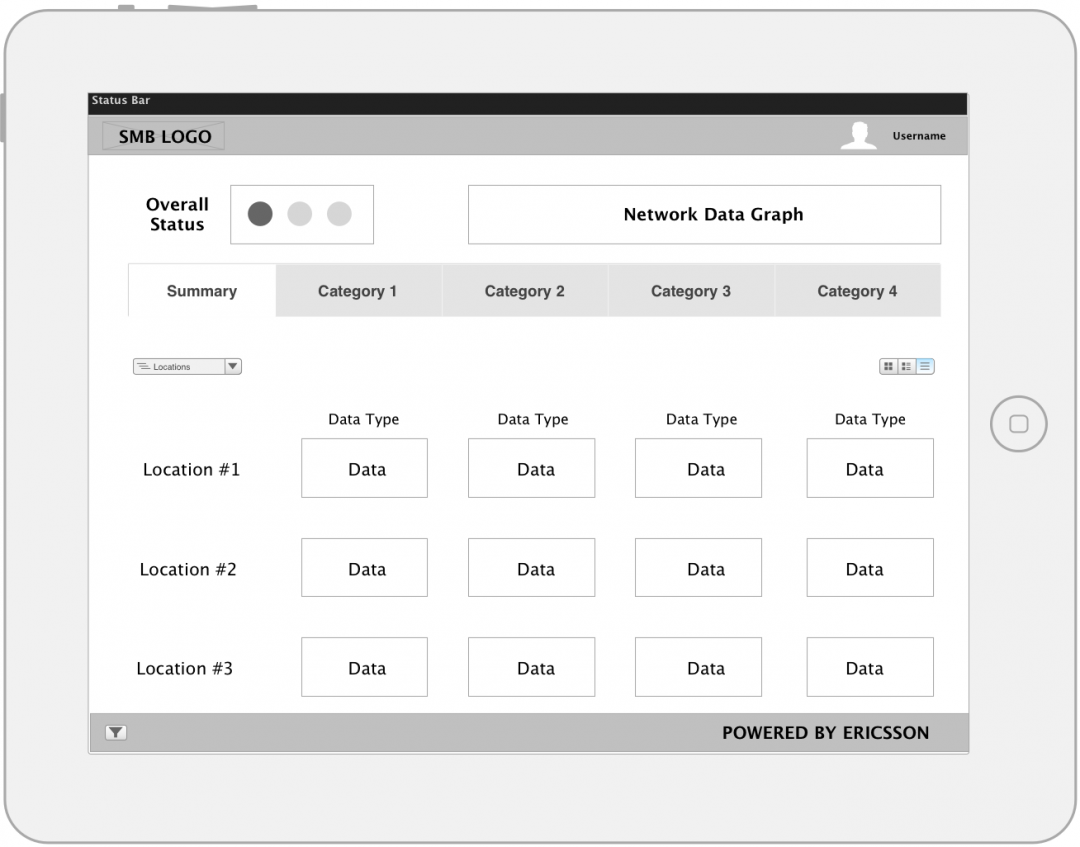 Status Bar
SMB LOGO
Username
Overall
Status
Network Data Graph
Summary Category 1 Category 2 Category 3 Category 4
Locations
Data Type Data Type Data Type Data Type
Location #1 Data Data Data Data
Location #2 Data Data Data Data
Location #3 Data Data Data Data
POWERED BY ERICSSON